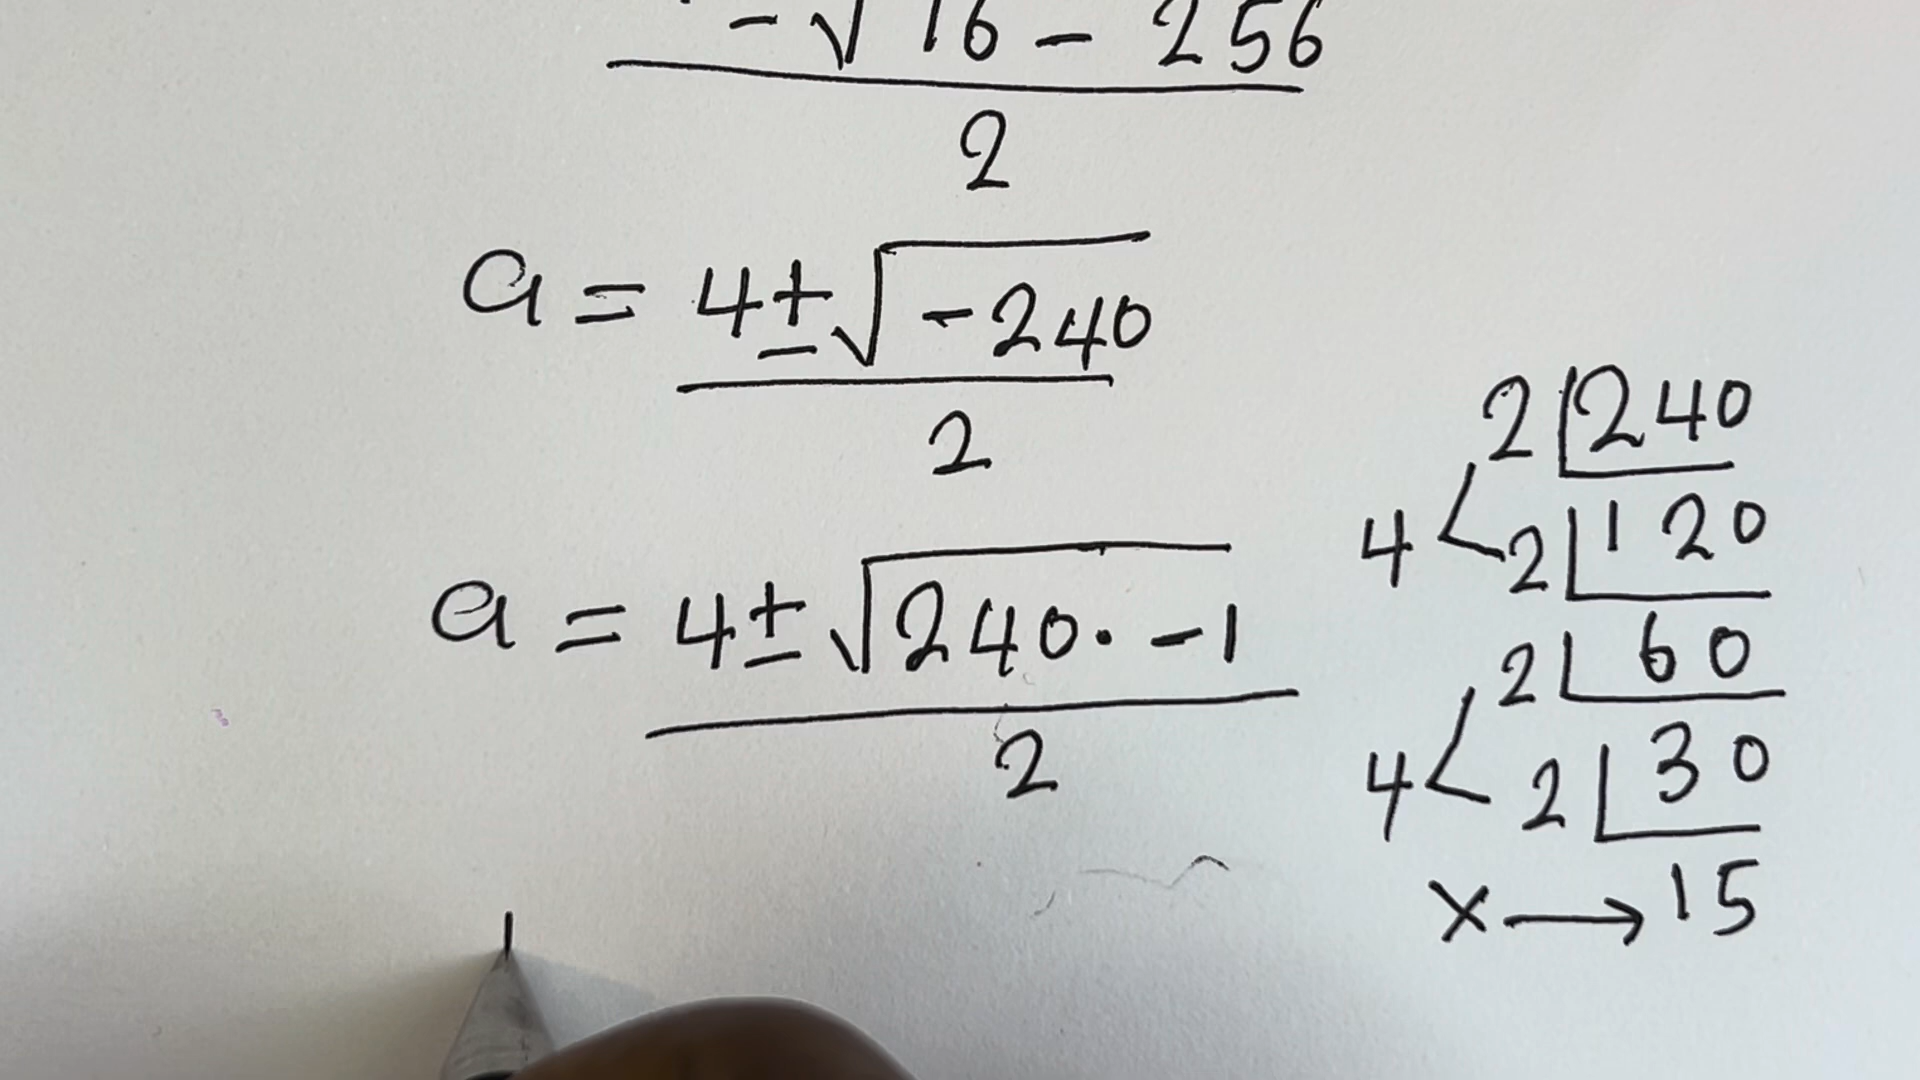 - √16 - 256
2
a = 4 ± √-240
2
a = 4 ± √240. -1
2
2 | 240
4 < 2 | 120
2 | 60
4 < 2 | 30
x → 15